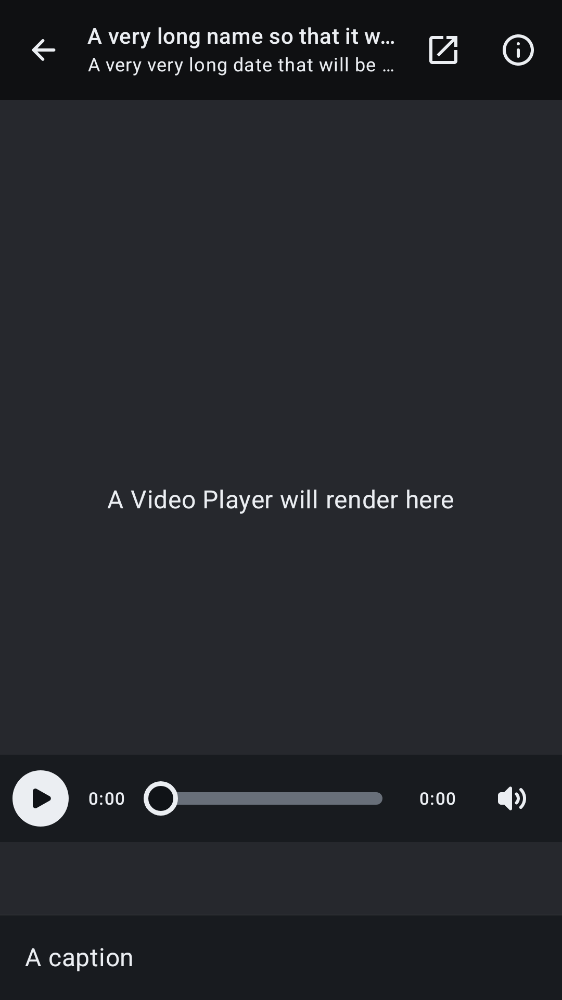 A very long name so that it w…
A very very long date that will be …
A Video Player will render here
0:00
0:00
A caption